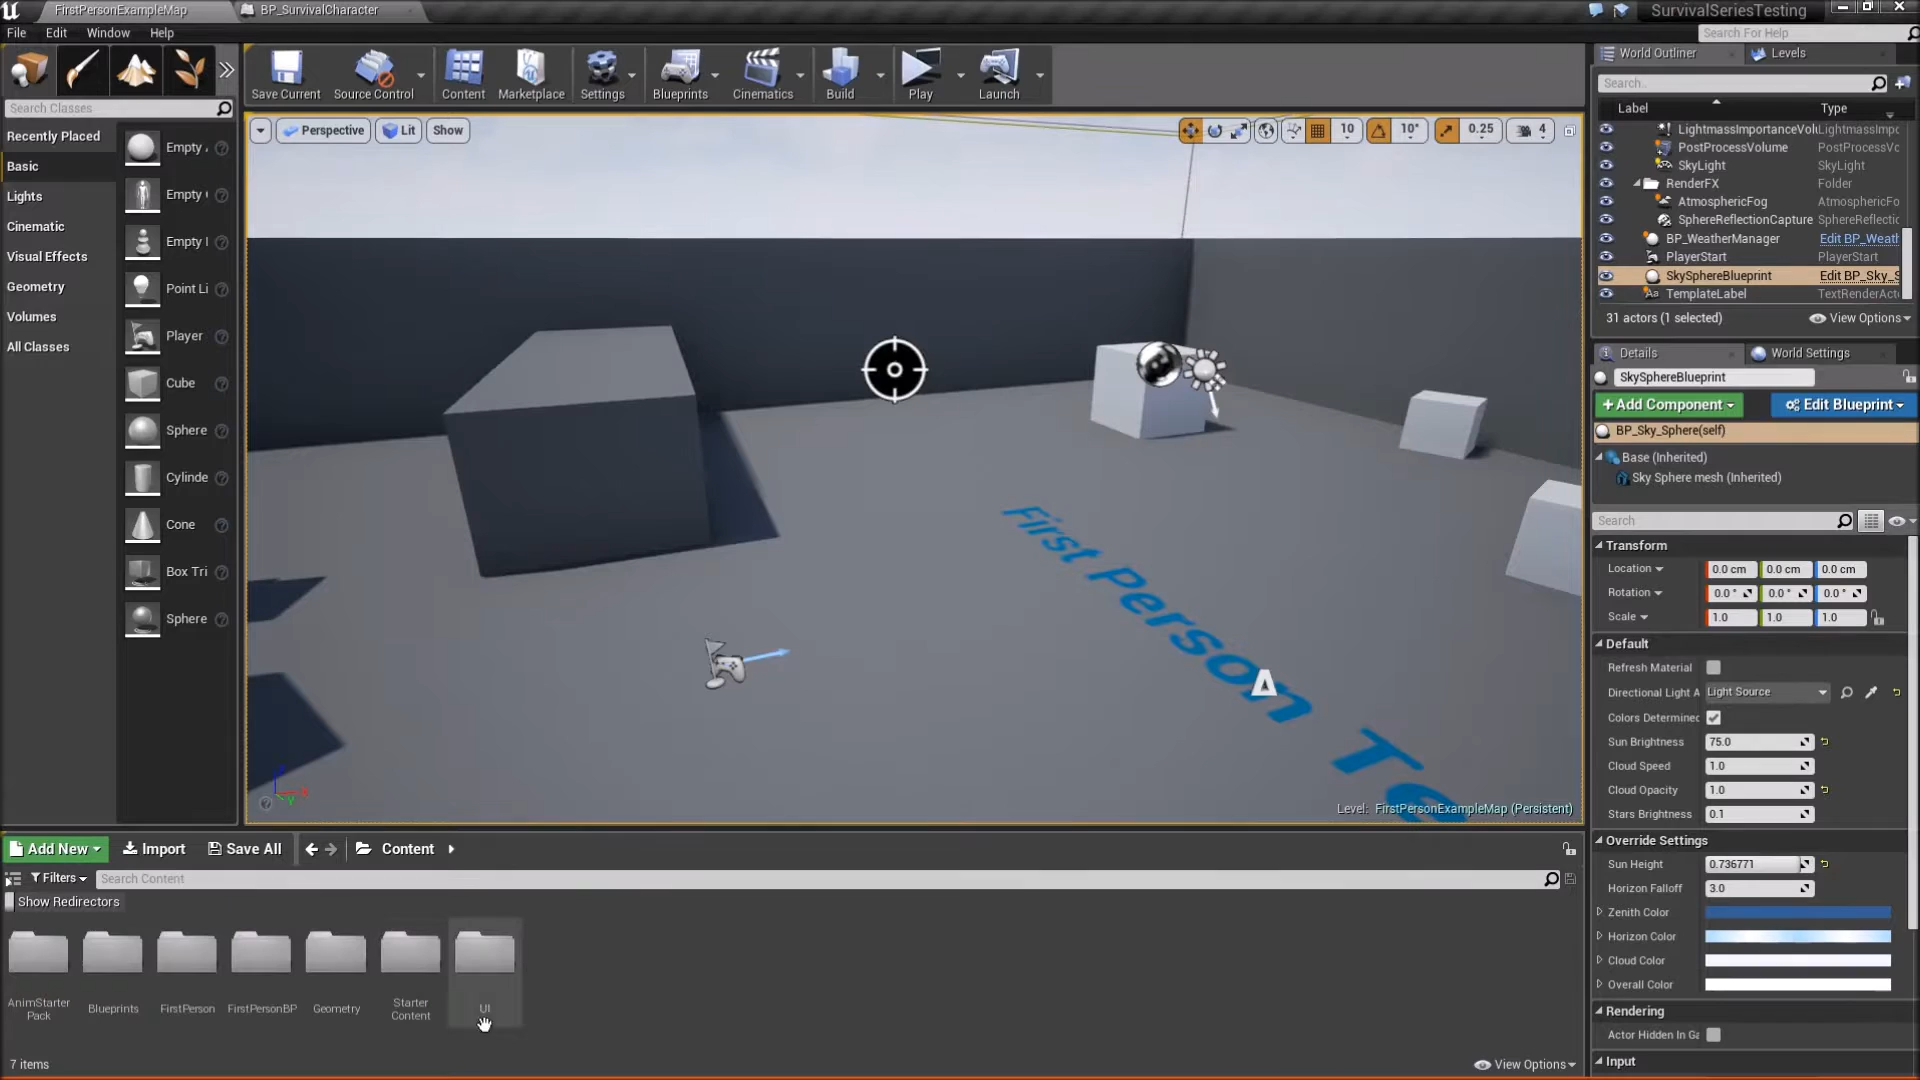 FirstPersonExampleMap
BP_SurvivalCharacter
SurvivalSeriesTesting
File
Edit
Window
Help
Search For Help
Save Current
Source Control
Content
Marketplace
Settings
Blueprints
Cinematics
Build
Play
Launch
Search Classes
Recently Placed
Basic
Lights
Cinematic
Visual Effects
Geometry
Volumes
All Classes
Empty
Empty
Empty
Point Li
Player
Cube
Sphere
Cylinde
Cone
Box Tri
Sphere
Perspective
Lit
Show
10
10°
0.25
4
First Person Te
Level: FirstPersonExampleMap (Persistent)
World Outliner
Levels
Search..
Label
Type
LightmassImportanceVolu
LightmassImpo
PostProcessVolume
PostProcessVo
SkyLight
SkyLight
RenderFX
Folder
AtmosphericFog
AtmosphericFo
SphereReflectionCapture
SphereReflectic
BP_WeatherManager
Edit BP_Weath
PlayerStart
PlayerStart
SkySphereBlueprint
Edit BP_Sky_S
TemplateLabel
TextRenderActo
31 actors (1 selected)
View Options
Details
World Settings
SkySphereBlueprint
+Add Component
Edit Blueprint
BP_Sky_Sphere(self)
Base (Inherited)
Sky Sphere mesh (Inherited)
Search
Transform
Location
0.0 cm
0.0 cm
0.0 cm
Rotation
0.0 °
0.0 °
0.0 °
Scale
1.0
1.0
1.0
Default
Refresh Material
Directional Light A
Light Source
Colors Determined
Sun Brightness
75.0
Cloud Speed
1.0
Cloud Opacity
1.0
Stars Brightness
0.1
Override Settings
Sun Height
0.736771
Horizon Falloff
3.0
Zenith Color
Horizon Color
Cloud Color
Overall Color
Rendering
Actor Hidden In Ga
Input
Add New
Import
Save All
Content
Filters
Search Content
Show Redirectors
AnimStarter
Pack
Blueprints
FirstPerson
FirstPersonBP
Geometry
Starter
Content
UI
7 items
View Options